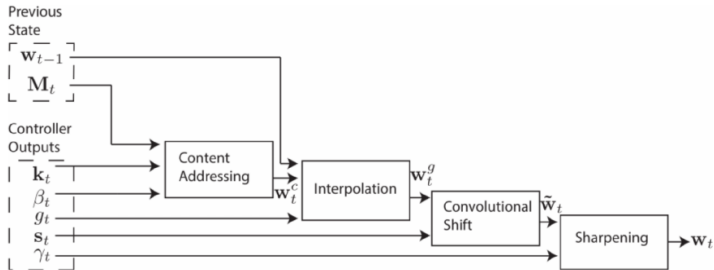 Previous
State
w_{t−1}
M_t
Controller
Outputs
k_t
β_t
g_t
s_t
γ_t
Content
Addressing
w_t^c
Interpolation
w_t^g
Convolutional
Shift
w̃_t
Sharpening
w_t